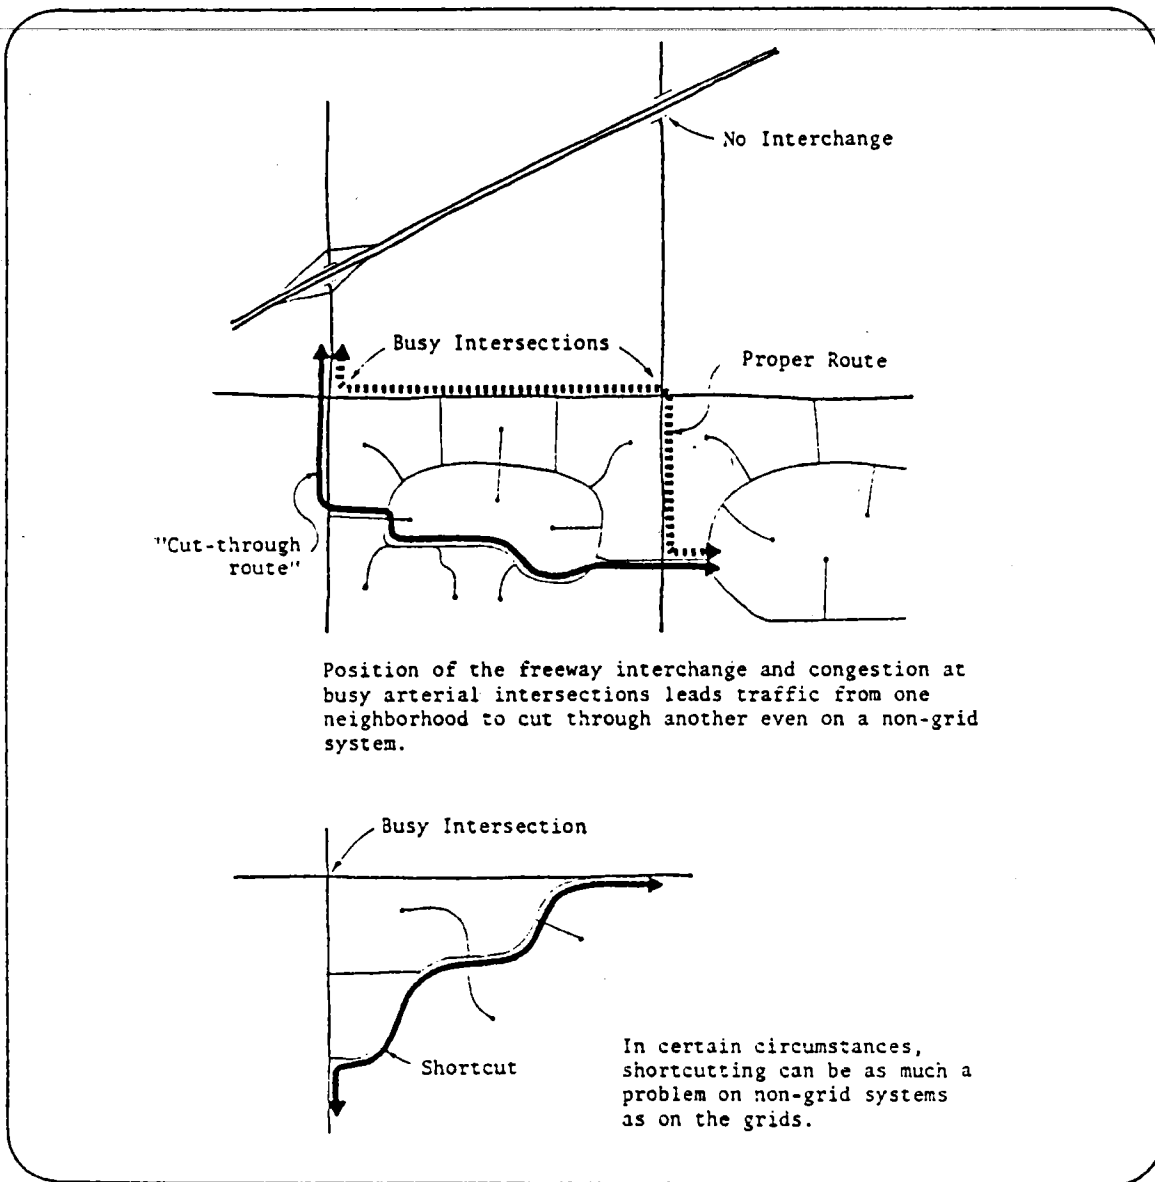 No Interchange
Busy Intersections
Proper Route
"Cut-through
route"
Position of the freeway interchange and congestion at
busy arterial intersections leads traffic from one
neighborhood to cut through another even on a non-grid
system.
Busy Intersection
Shortcut
In certain circumstances,
shortcutting can be as much a
problem on non-grid systems
as on the grids.